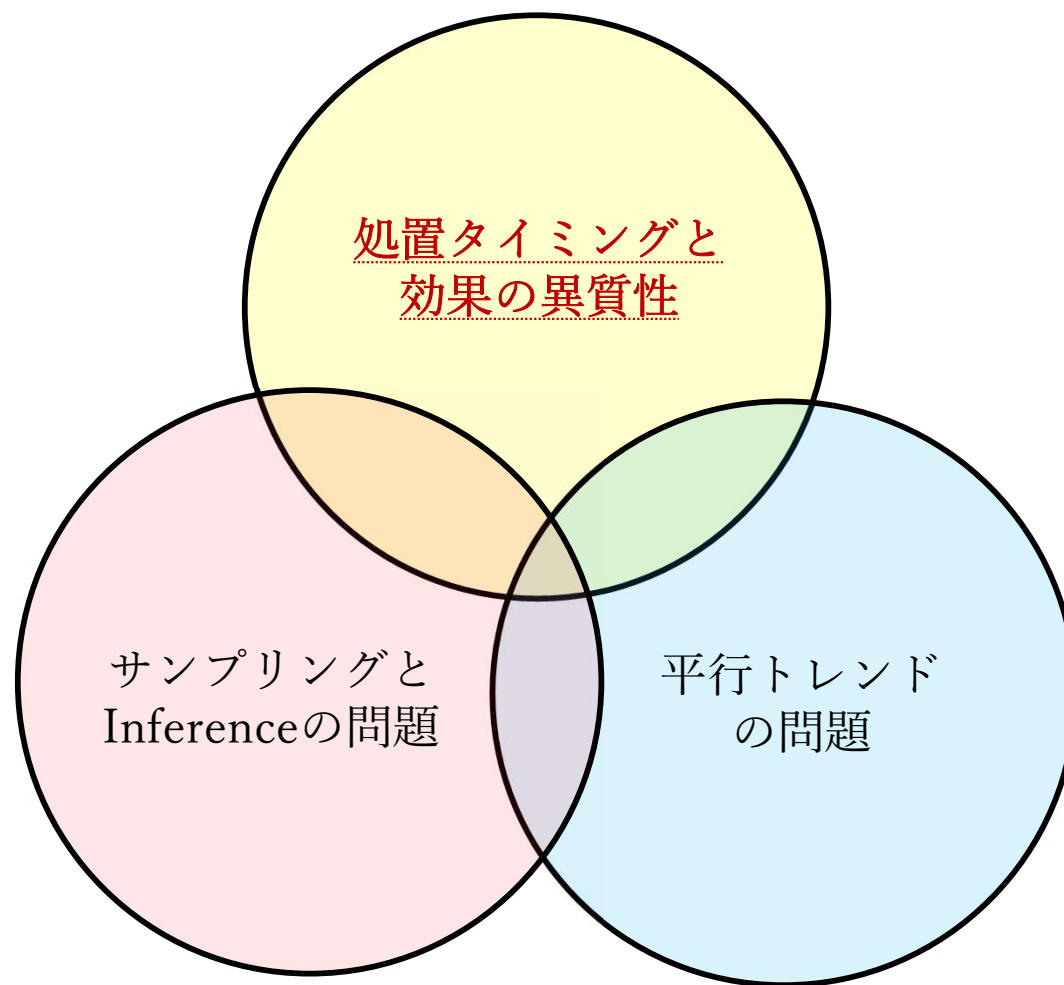 処置タイミングと
効果の異質性
サンプリングと
Inferenceの問題
平行トレンド
の問題